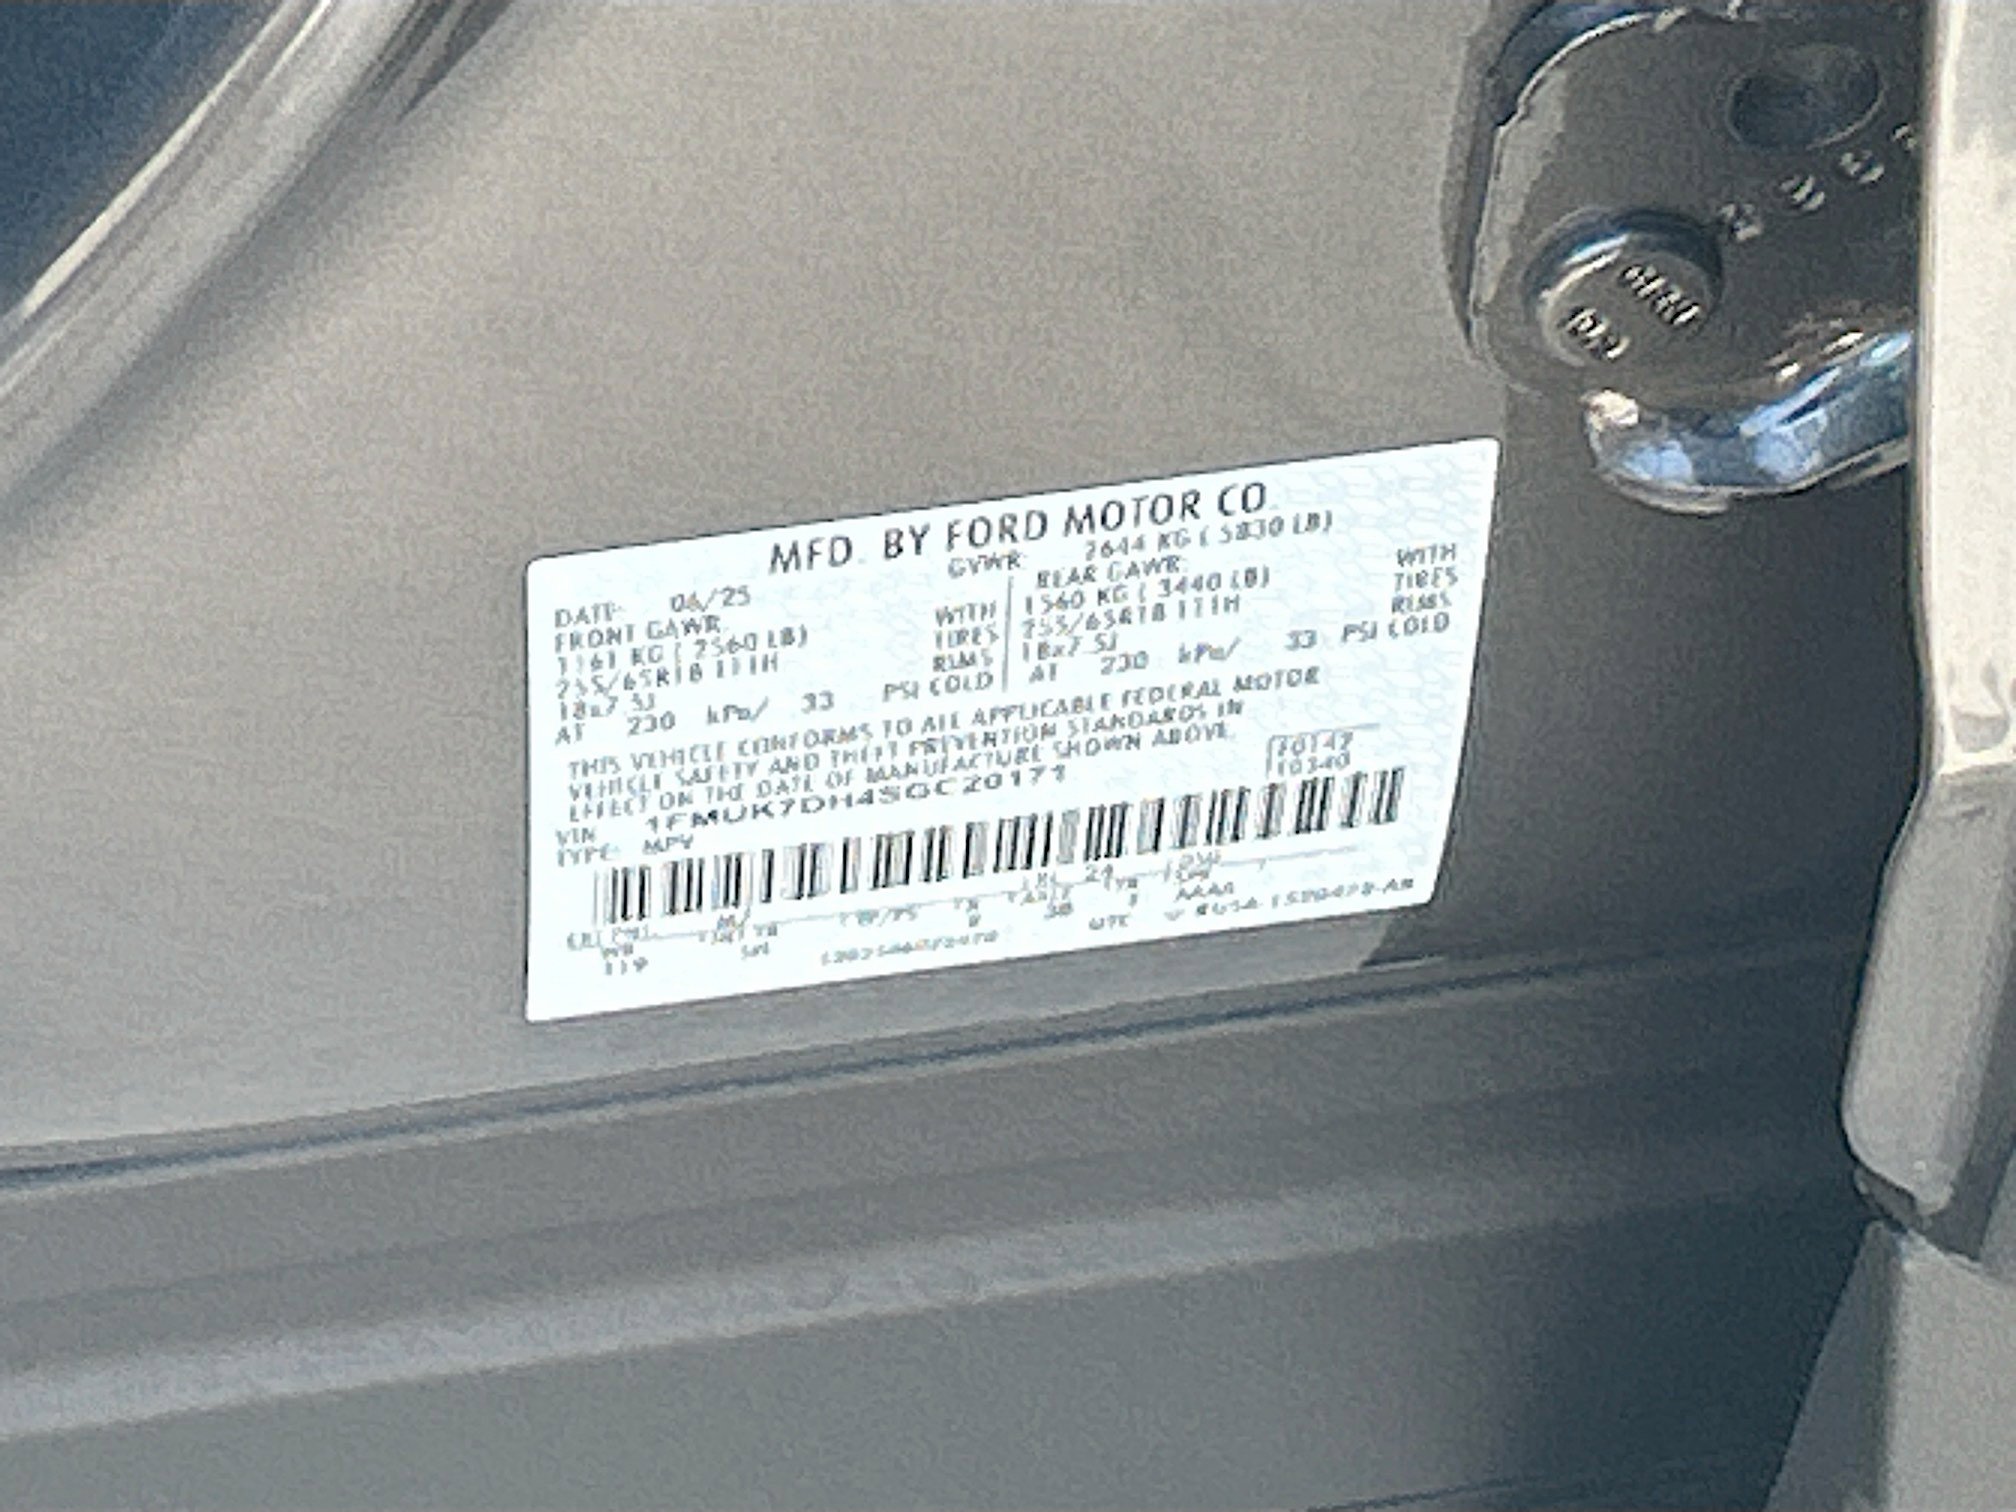 MFD. BY FORD MOTOR CO.
DATE: 06/25 GVWR: 2644 KG ( 5830 LB)
FRONT GAWR: REAR GAWR:
1161 KG ( 2560 LB) WITH 1560 KG ( 3440 LB) WITH
255/65R18 111H TIRES 255/65R18 111H TIRES
18x7.5J RIMS 18x7.5J RIMS
AT 230 kPa/ 33 PSI COLD AT 230 kPa/ 33 PSI COLD
THIS VEHICLE CONFORMS TO ALL APPLICABLE FEDERAL MOTOR
VEHICLE SAFETY AND THEFT PREVENTION STANDARDS IN
EFFECT ON THE DATE OF MANUFACTURE SHOWN ABOVE.
VIN: 1FMUK7DH4SGC20171
TYPE: MPV
WB
119